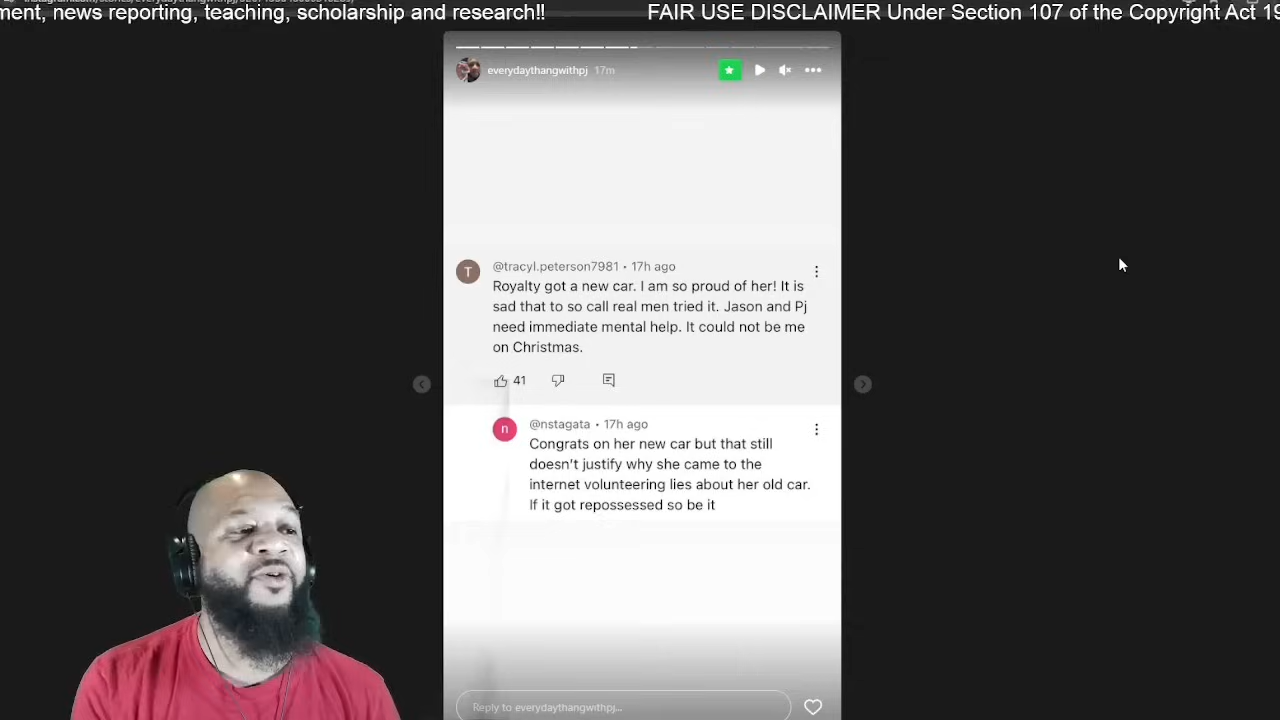 ment, news reporting, teaching, scholarship and research!! FAIR USE DISCLAIMER Under Section 107 of the Copyright Act 19
everydaythangwithpj 17m
@tracyl.peterson7981 • 17h ago
T
Royalty got a new car. I am so proud of her! It is
sad that to so call real men tried it. Jason and Pj
need immediate mental help. It could not be me
on Christmas.
41
@nstagata • 17h ago
n
Congrats on her new car but that still
doesn't justify why she came to the
internet volunteering lies about her old car.
If it got repossessed so be it
Reply to everydaythangwithpj...